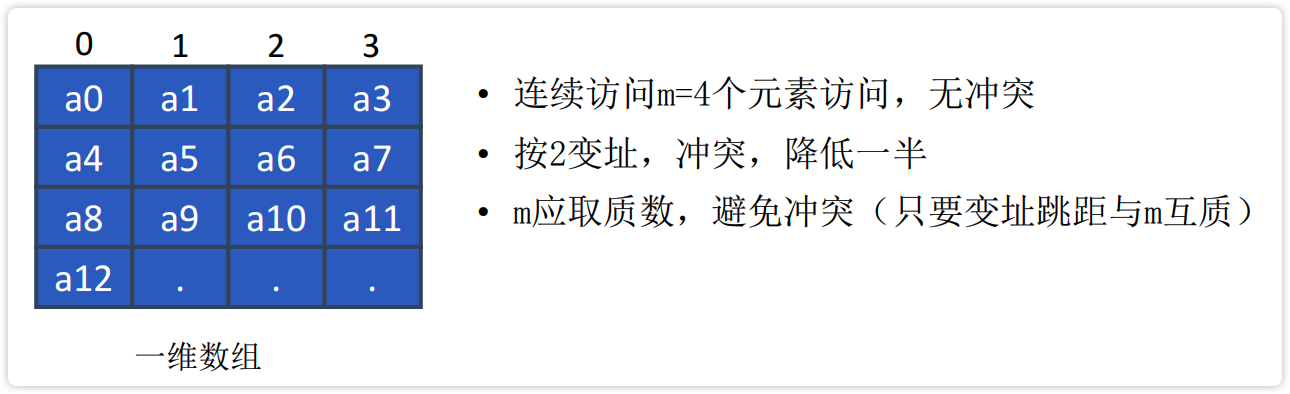 0 1 2 3
a0 a1 a2 a3
a4 a5 a6 a7
a8 a9 a10 a11
a12 . . .
一维数组
• 连续访问m=4个元素访问，无冲突
• 按2变址，冲突，降低一半
• m应取质数，避免冲突（只要变址跳距与m互质）